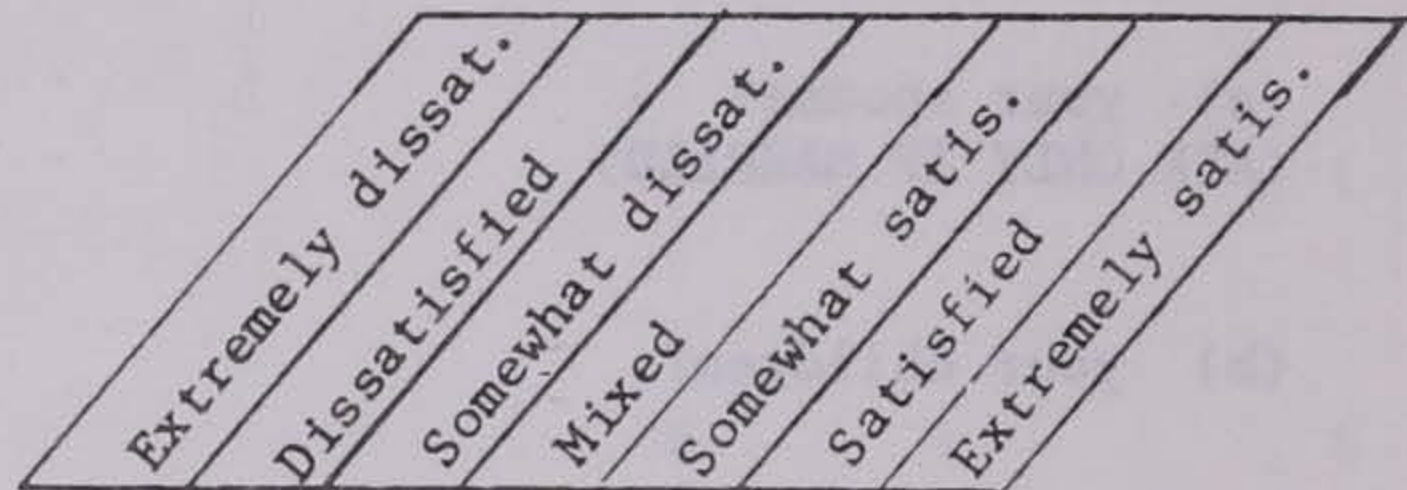 Extremely dissat.
Dissatisfied
Somewhat dissat.
Mixed
Somewhat satis.
Satisfied
Extremely satis.